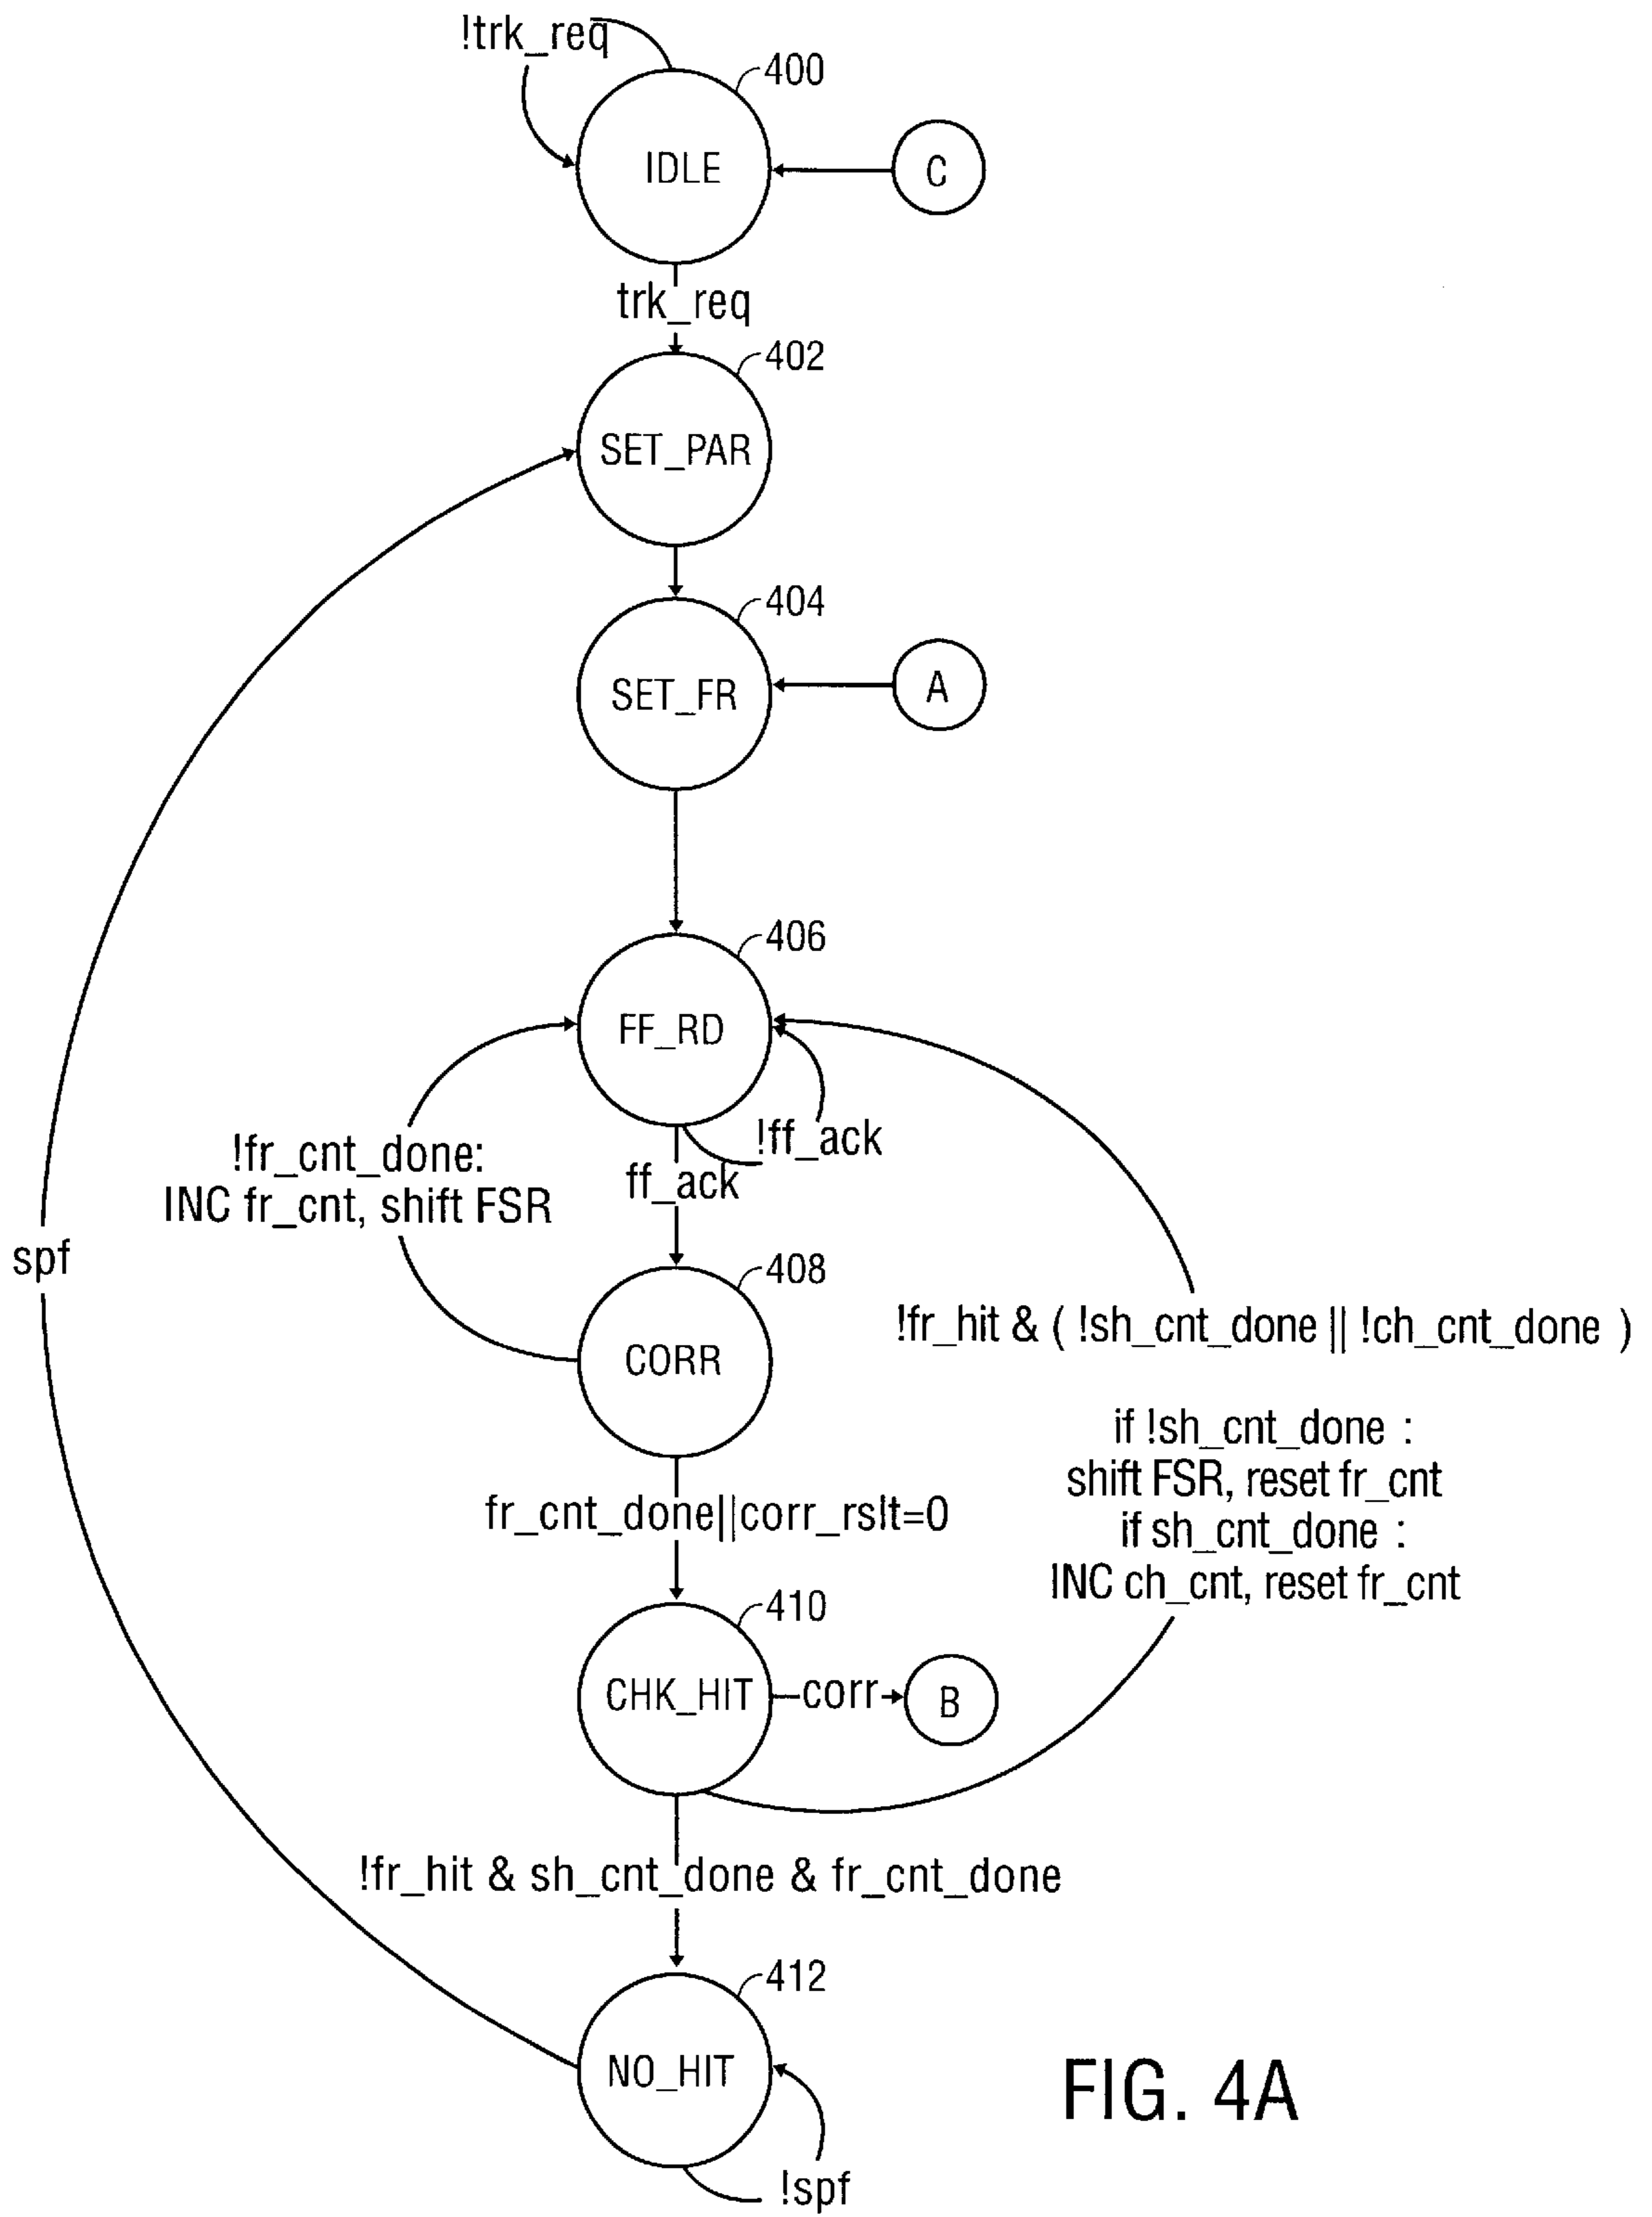 !trk_req
400
IDLE
C
trk_req
402
SET_PAR
404
SET_FR
A
406
FF_RD
!ff_ack
!fr_cnt_done:
INC fr_cnt, shift FSR
ff_ack
spf
408
CORR
!fr_hit & ( !sh_cnt_done || !ch_cnt_done )
if !sh_cnt_done :
shift FSR, reset fr_cnt
if sh_cnt_done :
INC ch_cnt, reset fr_cnt
fr_cnt_done||corr_rslt=0
410
CHK_HIT
corr
B
!fr_hit & sh_cnt_done & fr_cnt_done
412
NO_HIT
!spf
FIG. 4A